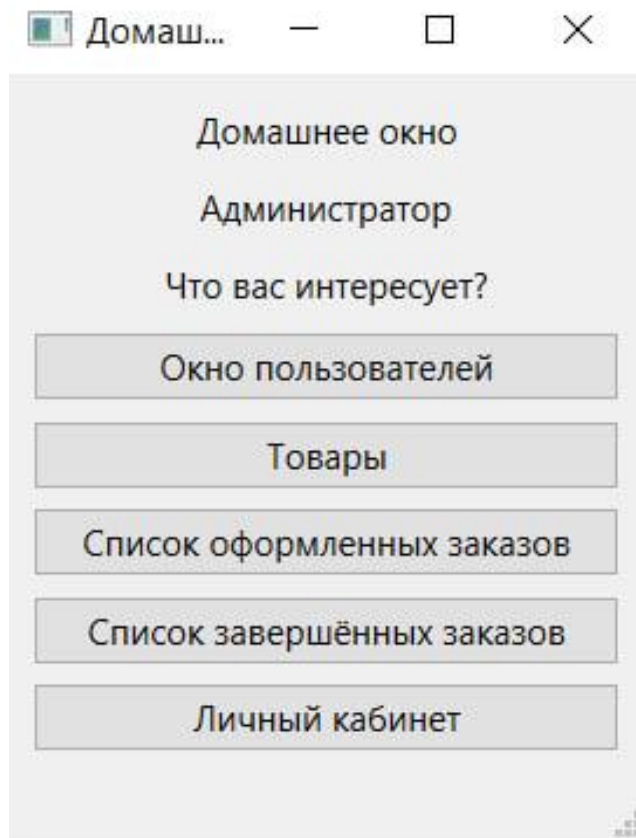 Домаш...
Домашнее окно
Администратор
Что вас интересует?
Окно пользователей
Товары
Список оформленных заказов
Список завершённых заказов
Личный кабинет